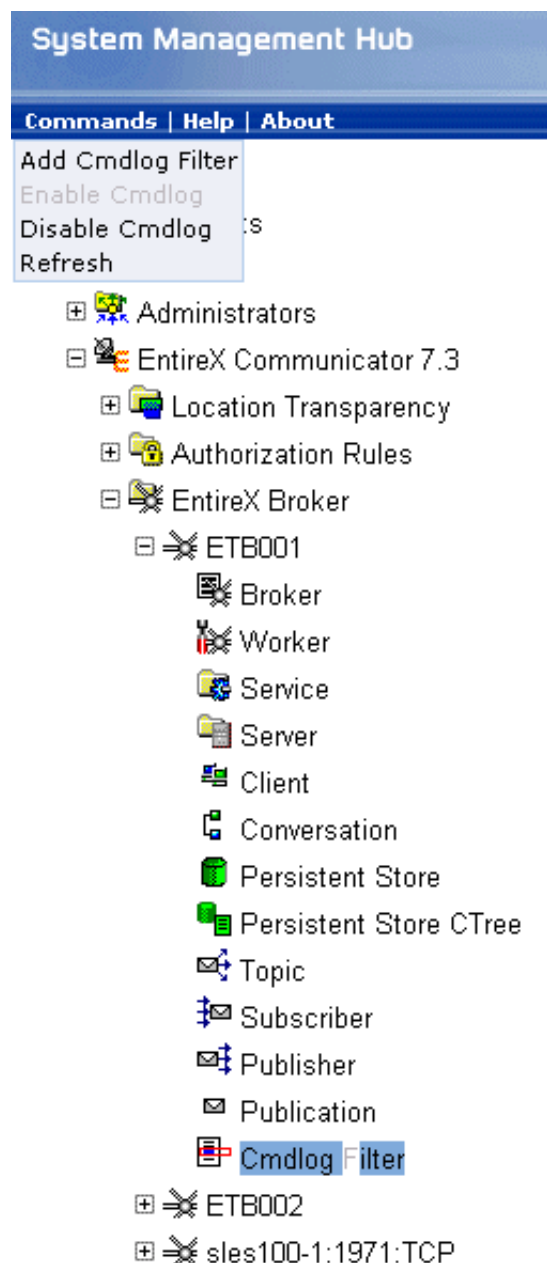 System Management Hub
Commands | Help | About
Add Cmdlog Filter
Enable Cmdlog
Disable Cmdlog
Refresh
Administrators
EntireX Communicator 7.3
Location Transparency
Authorization Rules
EntireX Broker
ETB001
Broker
Worker
Service
Server
Client
Conversation
Persistent Store
Persistent Store CTree
Topic
Subscriber
Publisher
Publication
Cmdlog Filter
ETB002
sles100-1:1971:TCP